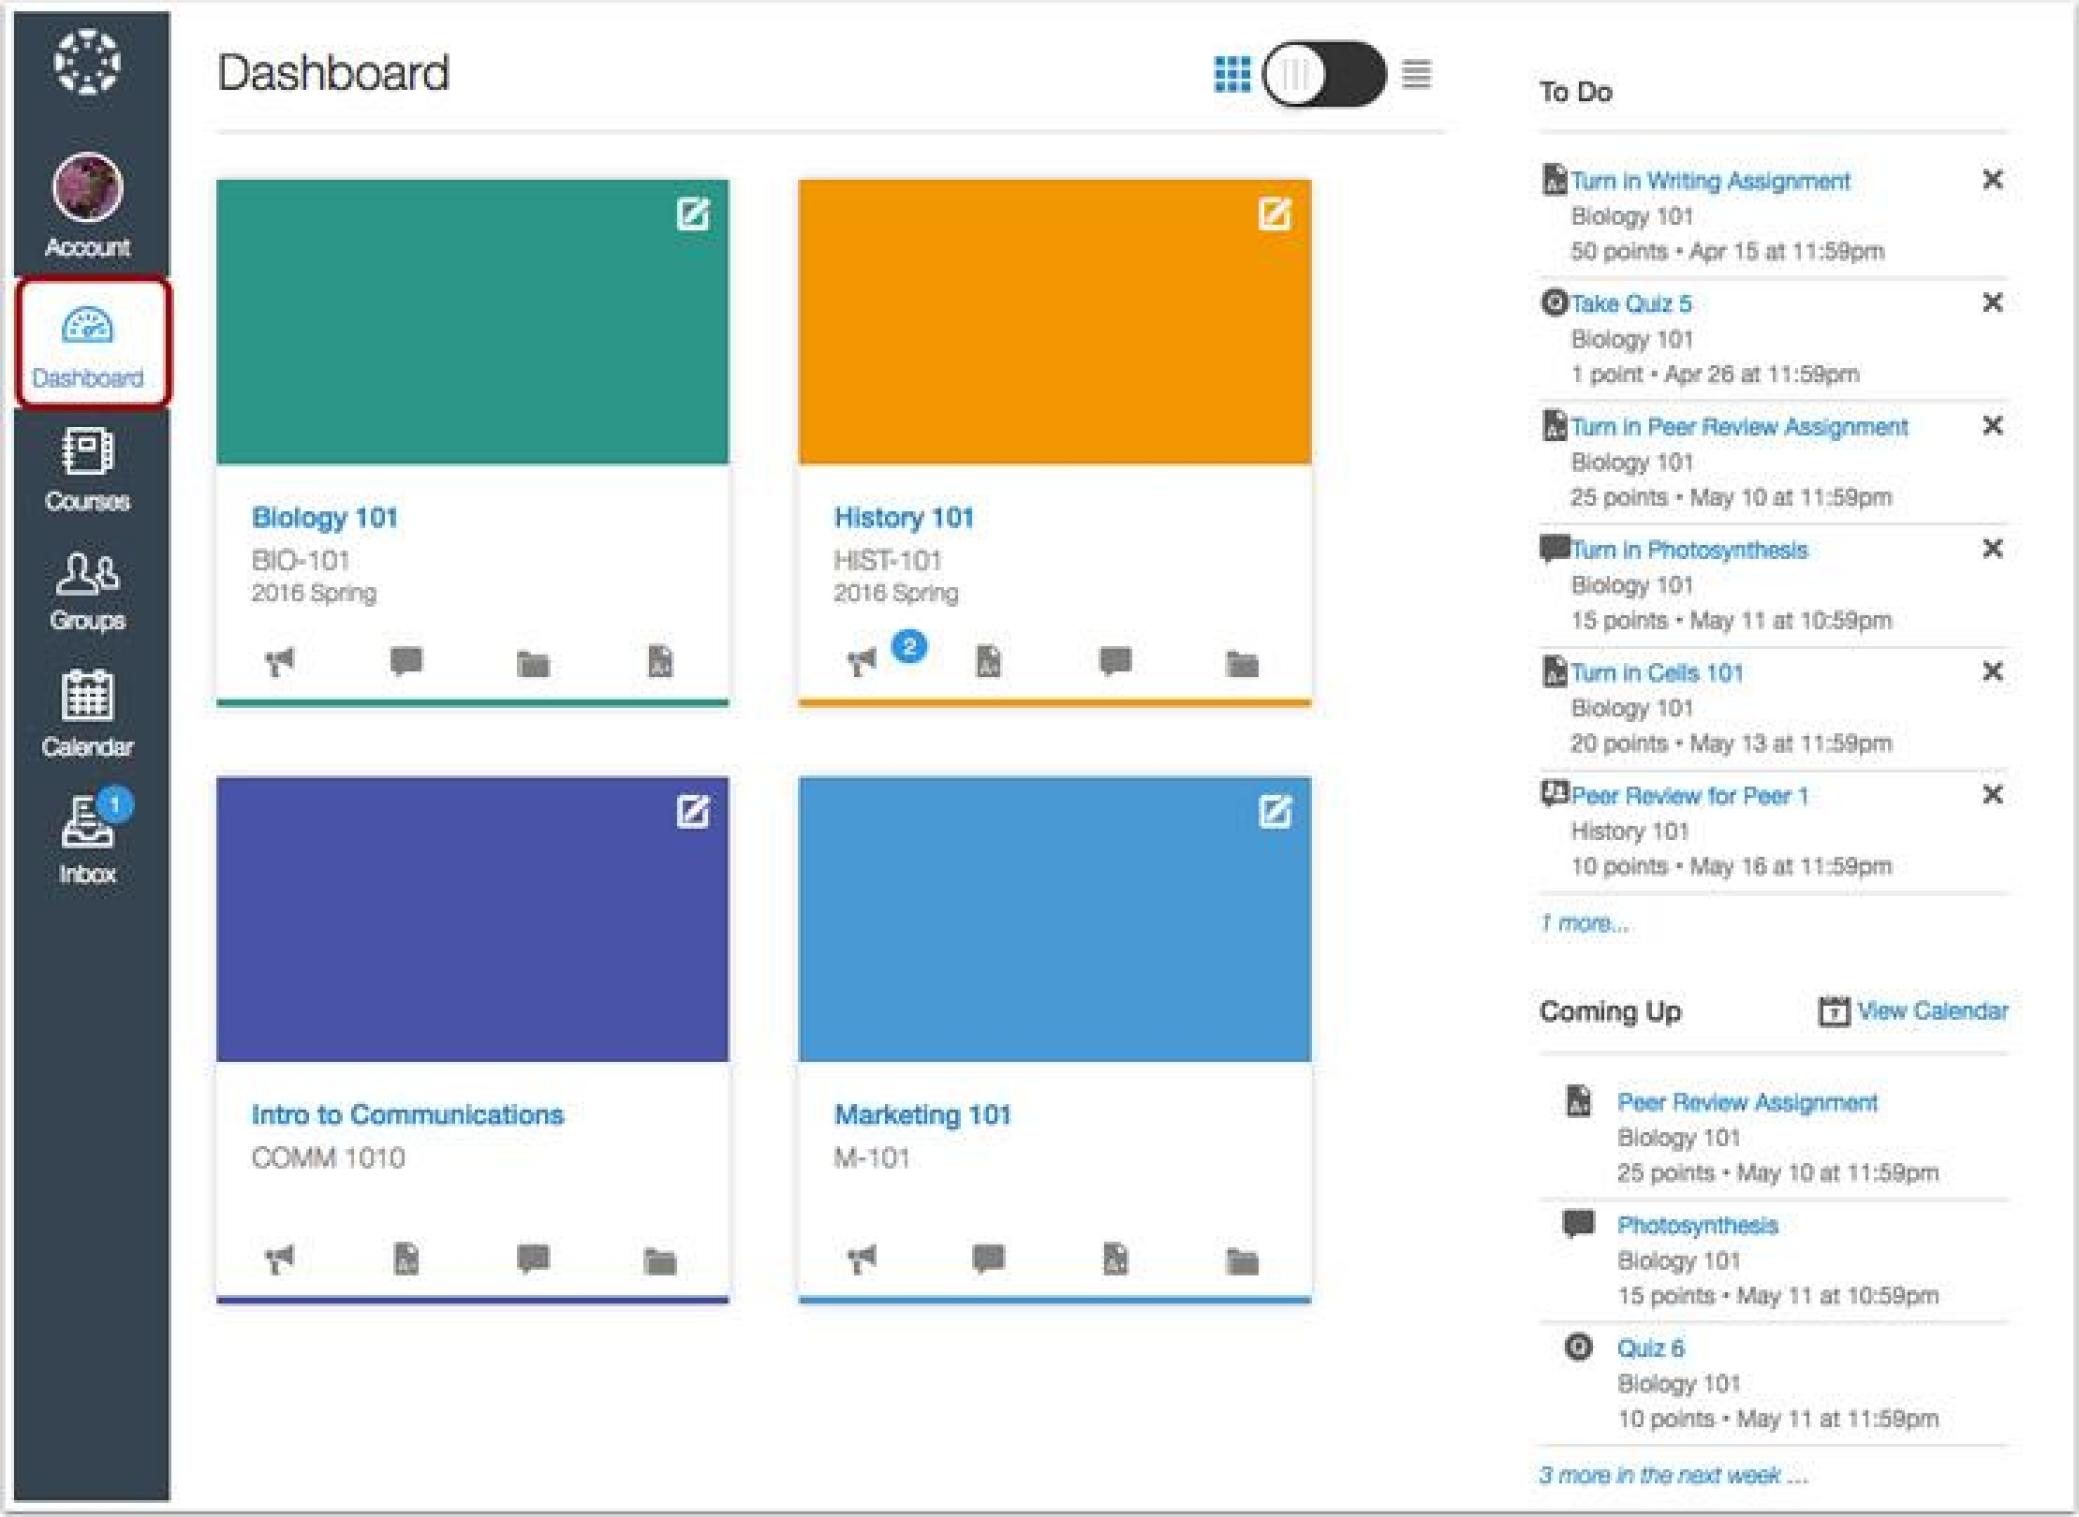 Dashboard
Account
Dashboard
Courses
Groups
Calendar
1
Inbox
Biology 101
BIO-101
2016 Spring
History 101
HIST-101
2016 Spring
2
Intro to Communications
COMM 1010
Marketing 101
M-101
To Do
Turn in Writing Assignment
Biology 101
50 points • Apr 15 at 11:59pm
Take Quiz 5
Biology 101
1 point • Apr 26 at 11:59pm
Turn in Peer Review Assignment
Biology 101
25 points • May 10 at 11:59pm
Turn in Photosynthesis
Biology 101
15 points • May 11 at 10:59pm
Turn in Cells 101
Biology 101
20 points • May 13 at 11:59pm
Peer Review for Peer 1
History 101
10 points • May 16 at 11:59pm
1 more...
Coming Up
7 View Calendar
Peer Review Assignment
Biology 101
25 points • May 10 at 11:59pm
Photosynthesis
Biology 101
15 points • May 11 at 10:59pm
Quiz 6
Biology 101
10 points • May 11 at 11:59pm
3 more in the next week ...